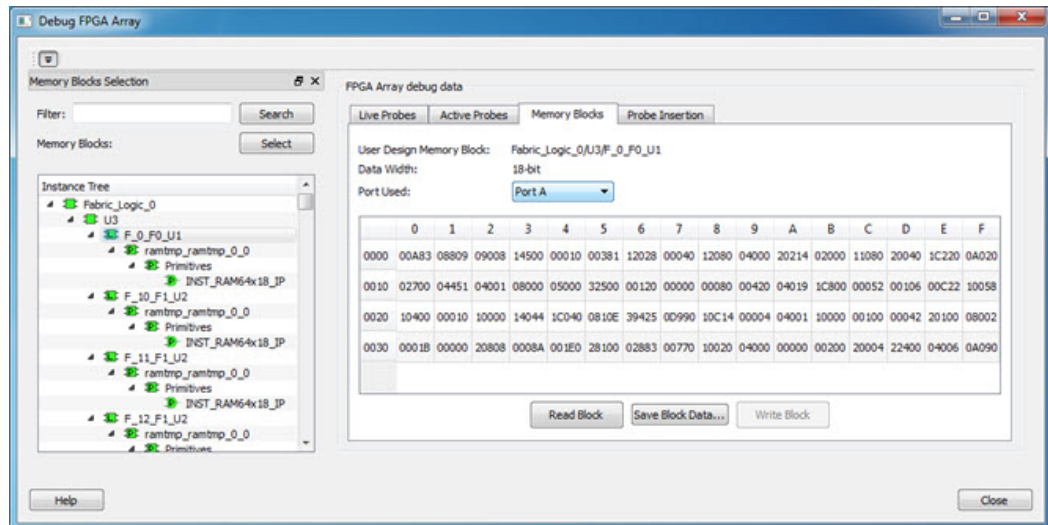 Debug FPGA Array
Memory Blocks Selection
Filter:
Search
Memory Blocks:
Select
Instance Tree
Fabric_Logic_0
U3
F_0_F0_U1
ramtmp_ramtmp_0_0
Primitives
INST_RAM64x18_IP
F_10_F1_U2
ramtmp_ramtmp_0_0
Primitives
INST_RAM64x18_IP
F_11_F1_U2
ramtmp_ramtmp_0_0
Primitives
INST_RAM64x18_IP
F_12_F1_U2
ramtmp_ramtmp_0_0
Primitives
FPGA Array debug data
Live Probes Active Probes Memory Blocks Probe Insertion
User Design Memory Block: Fabric_Logic_0/U3/F_0_F0_U1
Data Width: 18-bit
Port Used: Port A
0 1 2 3 4 5 6 7 8 9 A B C D E F
0000 00A83 08809 09008 14500 00010 00381 12028 00040 12080 04000 20214 02000 11080 20040 1C220 0A020
0010 02700 04451 04001 08000 05000 32500 00120 00000 00080 00420 04019 1C800 00052 00106 00C22 10058
0020 10400 00010 10000 14044 1C040 0810E 39425 0D990 10C14 00004 04001 10000 00100 00042 20100 08002
0030 0001B 00000 20808 0008A 001E0 28100 02883 00770 10020 04000 00000 00200 20004 22400 04006 0A090
Read Block Save Block Data... Write Block
Help
Close